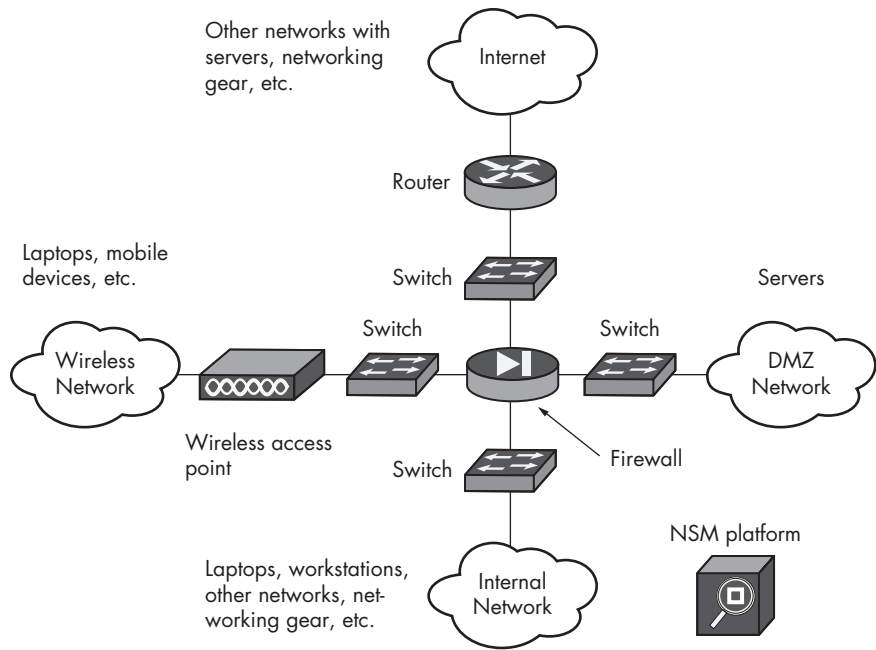 Other networks with
servers, networking
gear, etc.
Internet
Router
Laptops, mobile
devices, etc.
Switch
Servers
Switch
Switch
Wireless
Network
DMZ
Network
Wireless access
point
Switch
Firewall
NSM platform
Laptops, workstations,
other networks, net-
working gear, etc.
Internal
Network